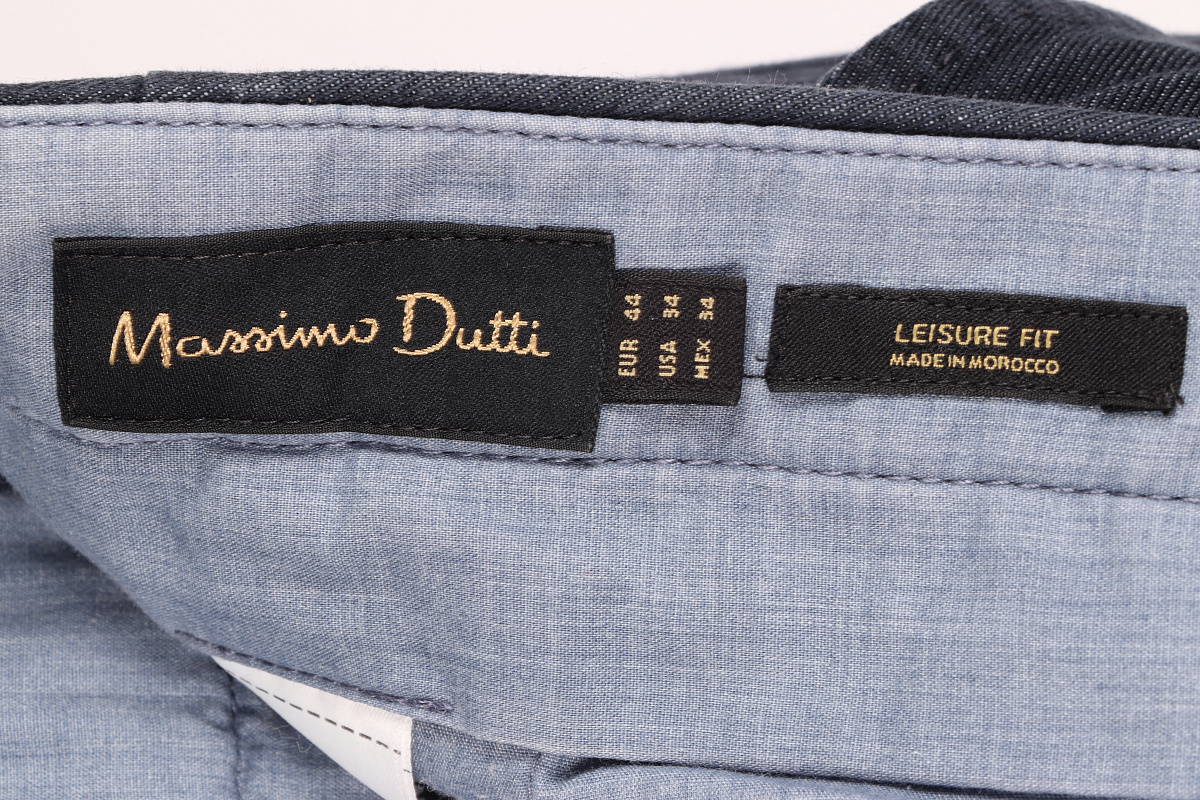 Massimo Dutti
EUR 44
USA 34
MEX 34
LEISURE FIT
MADE IN MOROCCO